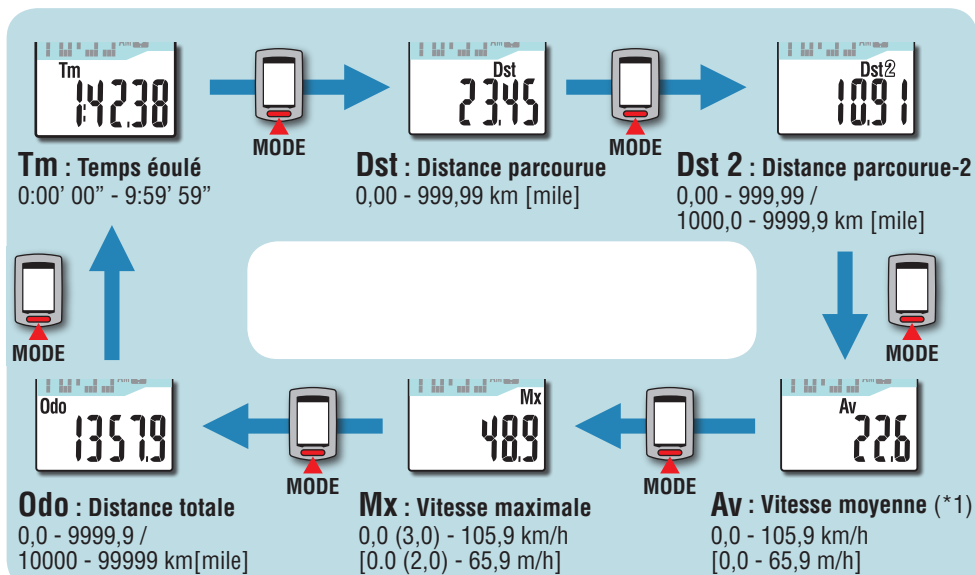 Tm
1:42.38
Dst
23.45
Dst2
10.91
MODE
MODE
Tm : Temps éoulé
0:00’ 00” - 9:59’ 59”
Dst : Distance parcourue
0,00 - 999,99 km [mile]
Dst 2 : Distance parcourue-2
0,00 - 999,99 /
1000,0 - 9999,9 km [mile]
MODE
MODE
Odo
1357.9
Mx
48.9
Av
22.6
MODE
MODE
Odo : Distance totale
0,0 - 9999,9 /
10000 - 99999 km[mile]
Mx : Vitesse maximale
0,0 (3,0) - 105,9 km/h
[0.0 (2,0) - 65,9 m/h]
Av : Vitesse moyenne (*1)
0,0 - 105,9 km/h
[0,0 - 65,9 m/h]